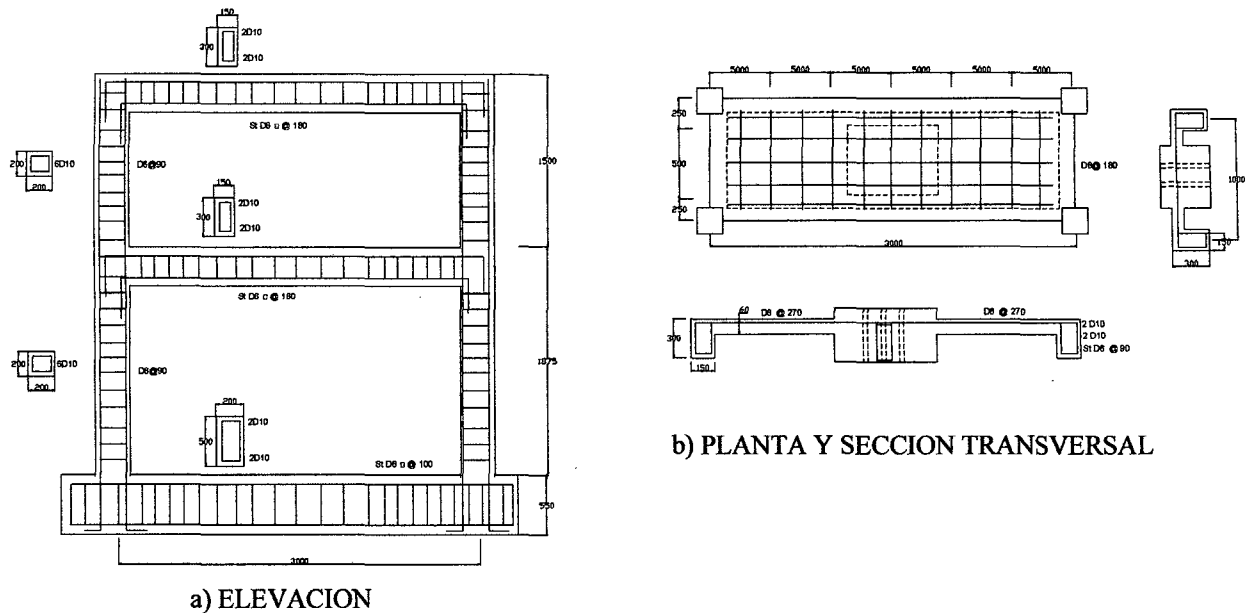 150
2D10
300
2D10
St D6 @ 180
200
6D10
200
D6@90
1500
150
2D10
300
2D10
St D6 @ 180
200
6D10
200
D6@90
1875
200
2D10
500
2D10
St D6 @ 100
550
3000
a) ELEVACION
5000 5000 5000 5000 5000 5000
250
500
250
D6@ 180
3000
1000
150
300
60
D6 @ 270
D6 @ 270
300
2 D10
2 D10
St D6 @ 90
150
b) PLANTA Y SECCION TRANSVERSAL